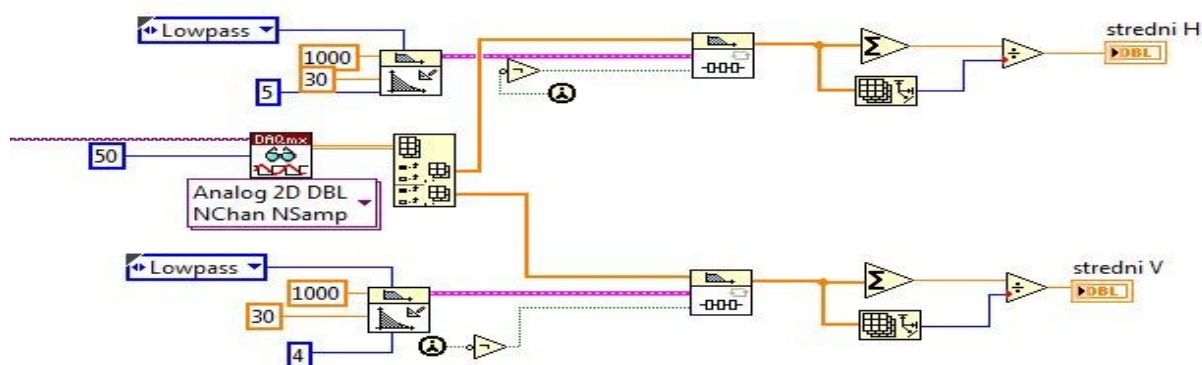 Lowpass
1000
30
5
stredni H
DBL
50
DAQmx
Analog 2D DBL
NChan NSamp
Lowpass
1000
30
4
stredni V
DBL